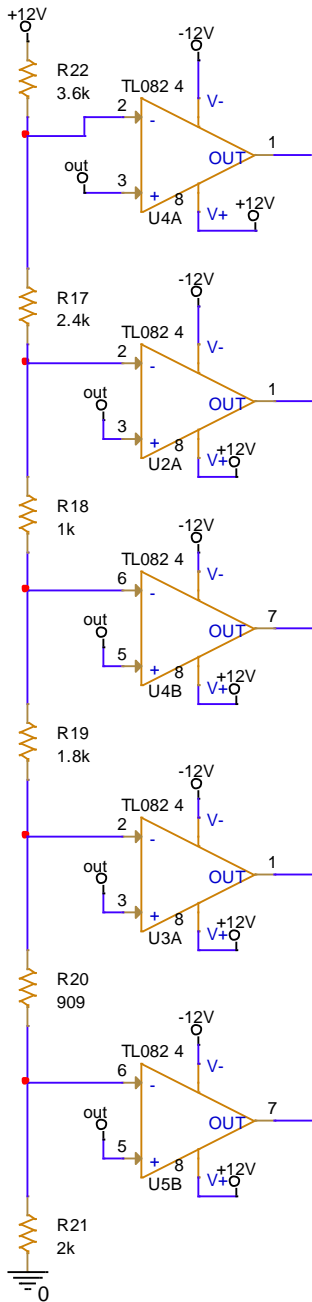 +12V
-12V
R22
3.6k
TL082 4
V-
2
-
OUT
1
out
3
+
8
U4A
V+
+12V
-12V
R17
2.4k
TL082 4
V-
2
-
OUT
1
out
3
+
8
U2A
V+
+12V
-12V
R18
1k
TL082 4
V-
6
-
OUT
7
out
5
+
8
U4B
V+
+12V
-12V
R19
1.8k
TL082 4
V-
2
-
OUT
1
out
3
+
8
U3A
V+
+12V
-12V
R20
909
TL082 4
V-
6
-
OUT
7
out
5
+
8
U5B
V+
+12V
R21
2k
0